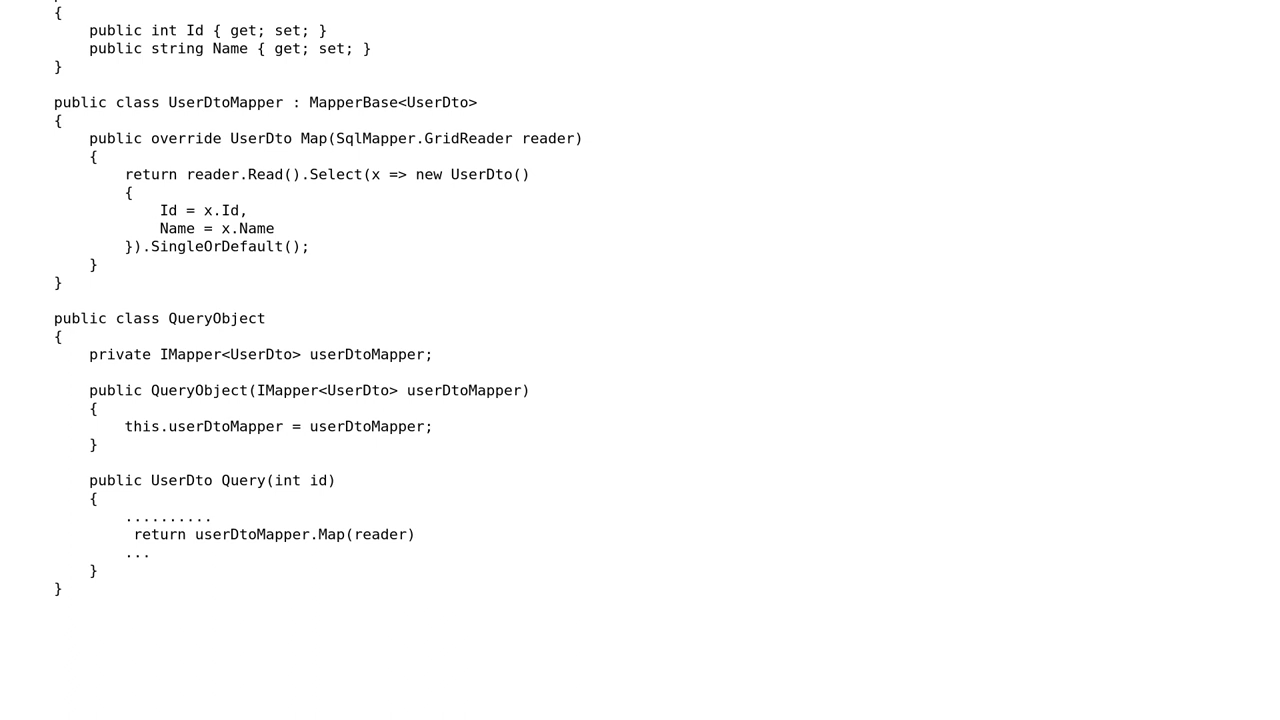 {
    public int Id { get; set; }
    public string Name { get; set; }
}

public class UserDtoMapper : MapperBase<UserDto>
{
    public override UserDto Map(SqlMapper.GridReader reader)
    {
        return reader.Read().Select(x => new UserDto()
        {
            Id = x.Id,
            Name = x.Name
        }).SingleOrDefault();
    }
}

public class QueryObject
{
    private IMapper<UserDto> userDtoMapper;

    public QueryObject(IMapper<UserDto> userDtoMapper)
    {
        this.userDtoMapper = userDtoMapper;
    }

    public UserDto Query(int id)
    {
        ..........
         return userDtoMapper.Map(reader)
        ...
    }
}